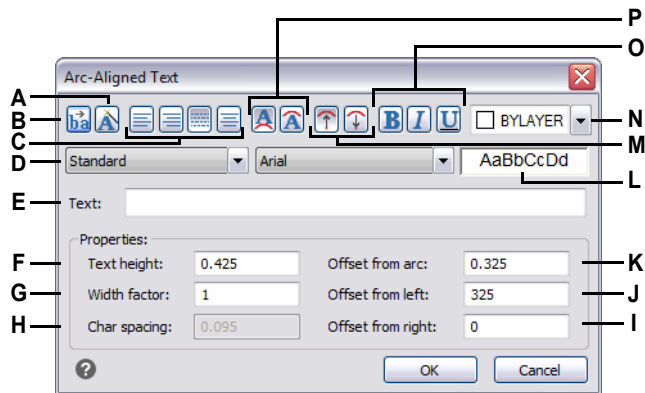 P
O
Arc-Aligned Text
A
B
ba A
A A B I U BYLAYER
N
C
M
D
Standard Arial AaBbCcDd
L
E
Text:
Properties:
F Text height: 0.425 Offset from arc: 0.325 K
G Width factor: 1 Offset from left: 325 J
H Char spacing: 0.095 Offset from right: 0 I
? OK Cancel